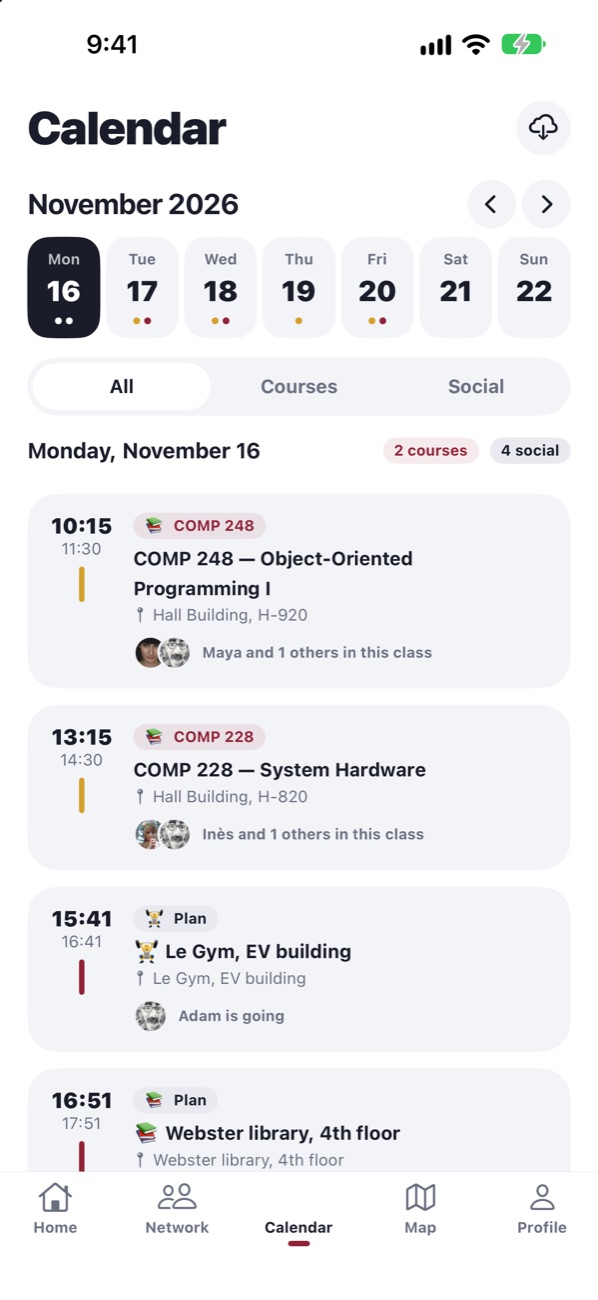 9:41
Calendar
November 2026
Mon Tue Wed Thu Fri Sat Sun
16 17 18 19 20 21 22
All Courses Social
Monday, November 16 2 courses 4 social
10:15 COMP 248
11:30
COMP 248 — Object-Oriented
Programming I
Hall Building, H-920
Maya and 1 others in this class
13:15 COMP 228
14:30
COMP 228 — System Hardware
Hall Building, H-820
Inès and 1 others in this class
15:41 Plan
16:41
Le Gym, EV building
Le Gym, EV building
Adam is going
16:51 Plan
17:51
Webster library, 4th floor
Webster library, 4th floor
Home Network Calendar Map Profile